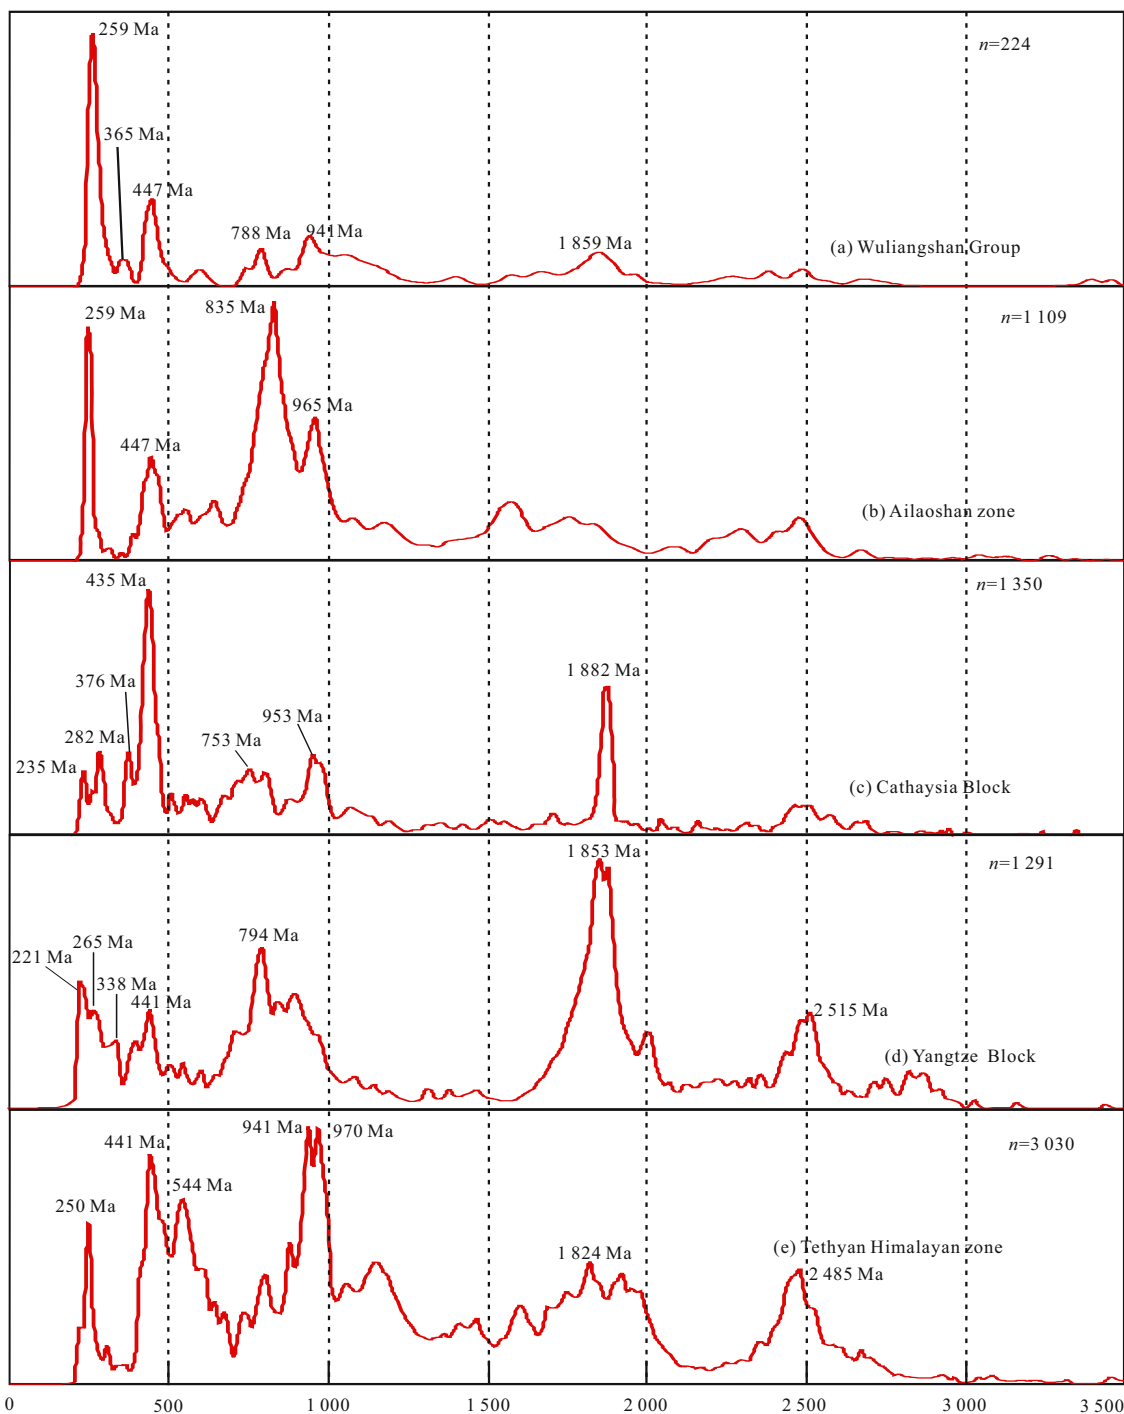 259 Ma
n=224
365 Ma
447 Ma
788 Ma
941Ma
1 859 Ma
(a) Wuliangshan Group
259 Ma
835 Ma
n=1 109
965 Ma
447 Ma
(b) Ailaoshan zone
435 Ma
n=1 350
376 Ma
1 882 Ma
282 Ma
753 Ma
953 Ma
235 Ma
(c) Cathaysia Block
1 853 Ma
n=1 291
221 Ma
265 Ma
794 Ma
338 Ma
441 Ma
2 515 Ma
(d) Yangtze Block
441 Ma
941 Ma
970 Ma
n=3 030
544 Ma
250 Ma
1 824 Ma
(e) Tethyan Himalayan zone
2 485 Ma
0 500 1 000 1 500 2 000 2 500 3 000 3 500